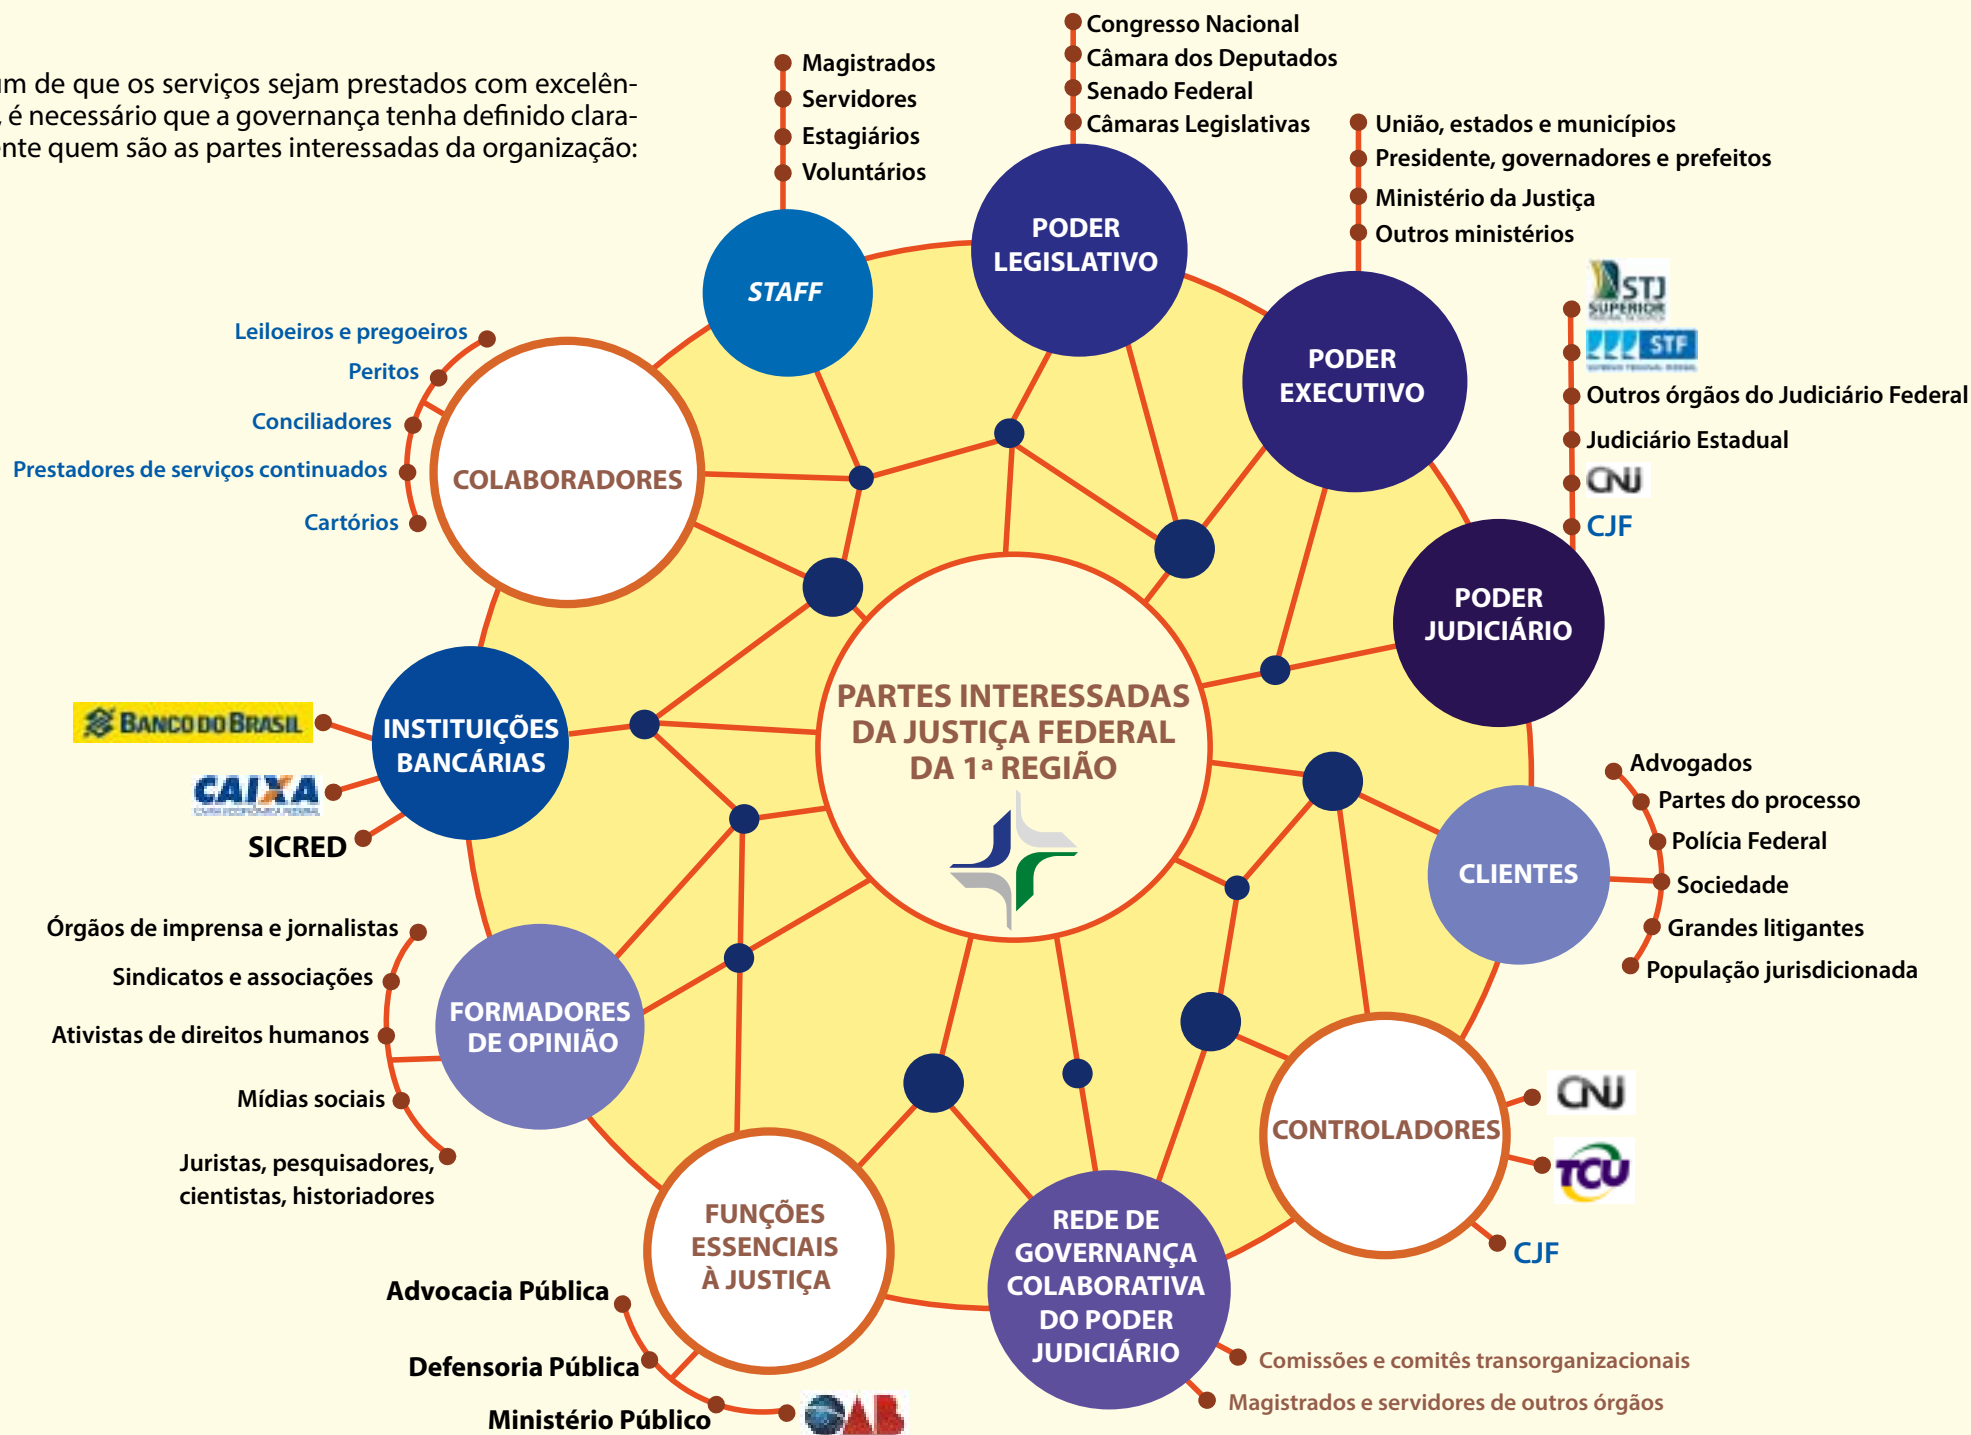 um de que os serviços sejam prestados com excelên-
, é necessário que a governança tenha definido clara-
ente quem são as partes interessadas da organização:
Magistrados
Servidores
Estagiários
Voluntários
STAFF
Congresso Nacional
Câmara dos Deputados
Senado Federal
Câmaras Legislativas
PODER
LEGISLATIVO
União, estados e municípios
Presidente, governadores e prefeitos
Ministério da Justiça
Outros ministérios
PODER
EXECUTIVO
STJ
SUPERIOR
STF
Outros órgãos do Judiciário Federal
Judiciário Estadual
CNJ
CJF
PODER
JUDICIÁRIO
Leiloeiros e pregoeiros
Peritos
Conciliadores
Prestadores de serviços continuados
Cartórios
COLABORADORES
PARTES INTERESSADAS
DA JUSTIÇA FEDERAL
DA 1ª REGIÃO
BANCO DO BRASIL
CAIXA
SICRED
INSTITUIÇÕES
BANCÁRIAS
Advogados
Partes do processo
Polícia Federal
Sociedade
Grandes litigantes
População jurisdicionada
CLIENTES
Órgãos de imprensa e jornalistas
Sindicatos e associações
Ativistas de direitos humanos
Mídias sociais
Juristas, pesquisadores,
cientistas, historiadores
FORMADORES
DE OPINIÃO
CONTROLADORES
CNJ
TCU
CJF
FUNÇÕES
ESSENCIAIS
À JUSTIÇA
Advocacia Pública
Defensoria Pública
Ministério Público
OAB
REDE DE
GOVERNANÇA
COLABORATIVA
DO PODER
JUDICIÁRIO
Comissões e comitês transorganizacionais
Magistrados e servidores de outros órgãos